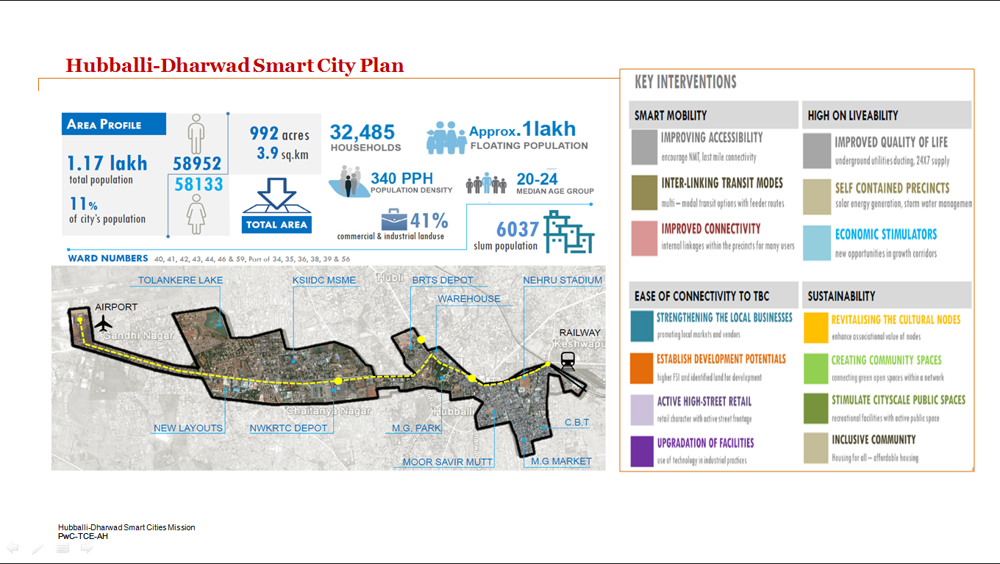 Hubballi-Dharwad Smart City Plan
AREA PROFILE
1.17 lakh
total population
11%
of city's population
58952
58133
992 acres
3.9 sq.km
TOTAL AREA
32,485
HOUSEHOLDS
Approx.1lakh
FLOATING POPULATION
340 PPH
POPULATION DENSITY
20-24
MEDIAN AGE GROUP
41%
commercial & industrial landuse
6037
slum population
WARD NUMBERS 40, 41, 42, 43, 44, 46 & 59, Part of 34, 35, 36, 38, 39 & 56
TOLANKERE LAKE
KSIIDC MSME
Hubli
BRTS DEPOT
NEHRU STADIUM
WAREHOUSE
AIRPORT
Gandhi Nagar
RAILWAY
Keshwapu
Chaitanya Nagar
Hubballi
NEW LAYOUTS
NWKRTC DEPOT
M.G. PARK
C.B.T
MOOR SAVIR MUTT
M.G MARKET
KEY INTERVENTIONS
SMART MOBILITY
IMPROVING ACCESSIBILITY
encourage NMT, last mile connectivity
INTER-LINKING TRANSIT MODES
multi – modal transit options with feeder routes
IMPROVED CONNECTIVITY
internal linkages within the precincts for many users
HIGH ON LIVEABILITY
IMPROVED QUALITY OF LIFE
underground utilities ducting, 24X7 supply
SELF CONTAINED PRECINCTS
solar energy generation, storm water managemen
ECONOMIC STIMULATORS
new opportunities in growth corridors
EASE OF CONNECTIVITY TO TBC
STRENGTHENING THE LOCAL BUSINESSES
promoting local markets and vendors
ESTABLISH DEVELOPMENT POTENTIALS
higher FSI and identified land for development
ACTIVE HIGH-STREET RETAIL
retail character with active street frontage
UPGRADATION OF FACILITIES
use of technology in industrial practices
SUSTAINABILITY
REVITALISING THE CULTURAL NODES
enhance associational value of nodes
CREATING COMMUNITY SPACES
connecting green open spaces within a network
STIMULATE CITYSCALE PUBLIC SPACES
recreational facilities with active public space
INCLUSIVE COMMUNITY
Housing for all – affordable housing
Hubballi-Dharwad Smart Cities Mission
PwC-TCE-AH